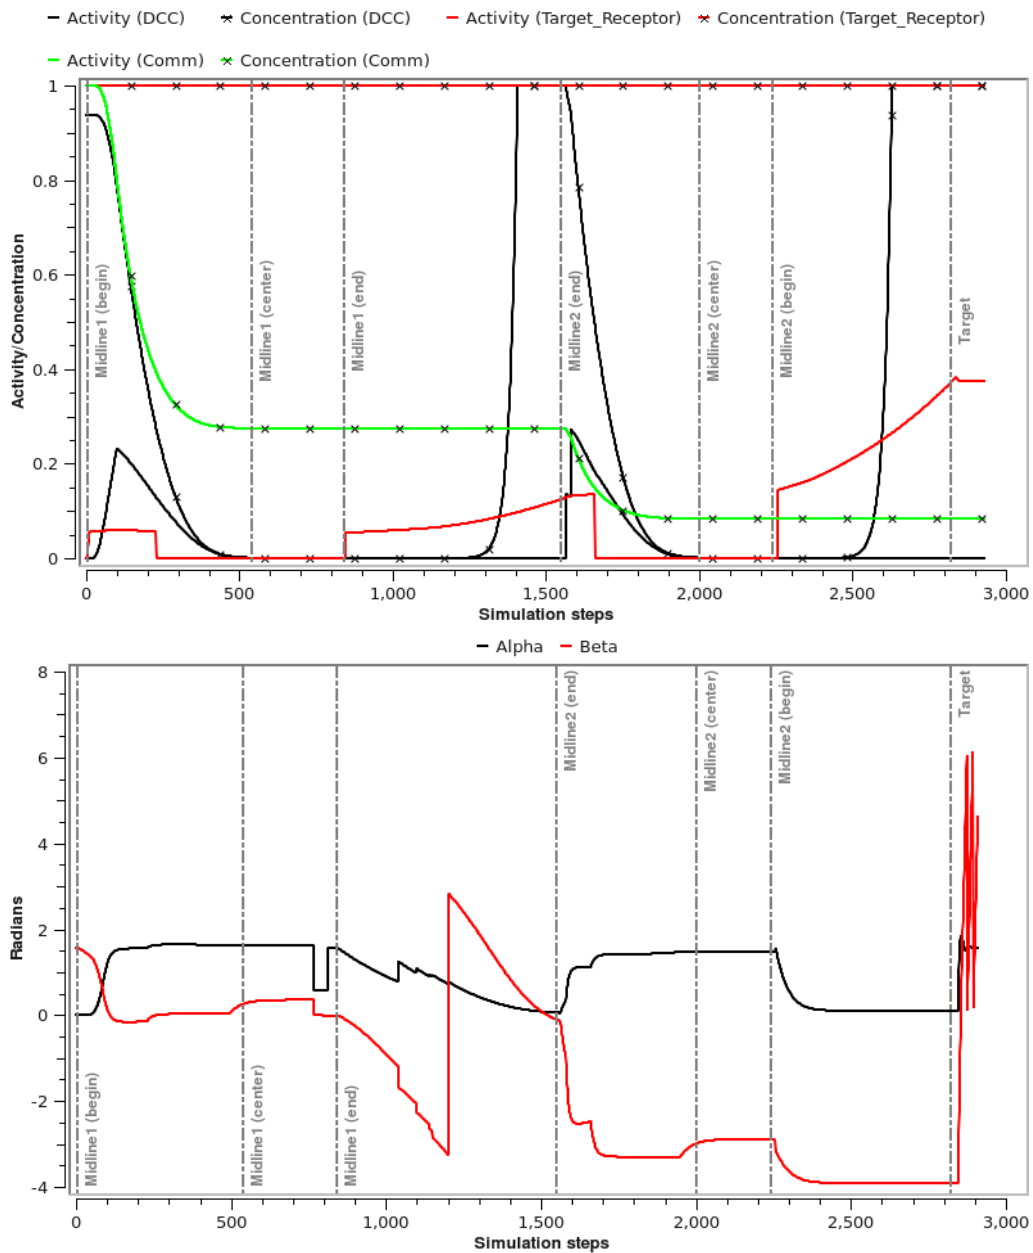 Activity (DCC) Concentration (DCC) Activity (Target_Receptor) Concentration (Target_Receptor)
Activity (Comm) Concentration (Comm)
1
0.8
0.6
0.4
0.2
0
Activity/Concentration
Midline1 (begin)
Midline1 (center)
Midline1 (end)
Midline2 (end)
Midline2 (center)
Midline2 (begin)
Target
0 500 1,000 1,500 2,000 2,500 3,000
Simulation steps
Alpha Beta
8
6
4
2
0
-2
-4
Radians
Midline1 (begin)
Midline1 (center)
Midline1 (end)
Midline2 (end)
Midline2 (center)
Midline2 (begin)
Target
0 500 1,000 1,500 2,000 2,500 3,000
Simulation steps